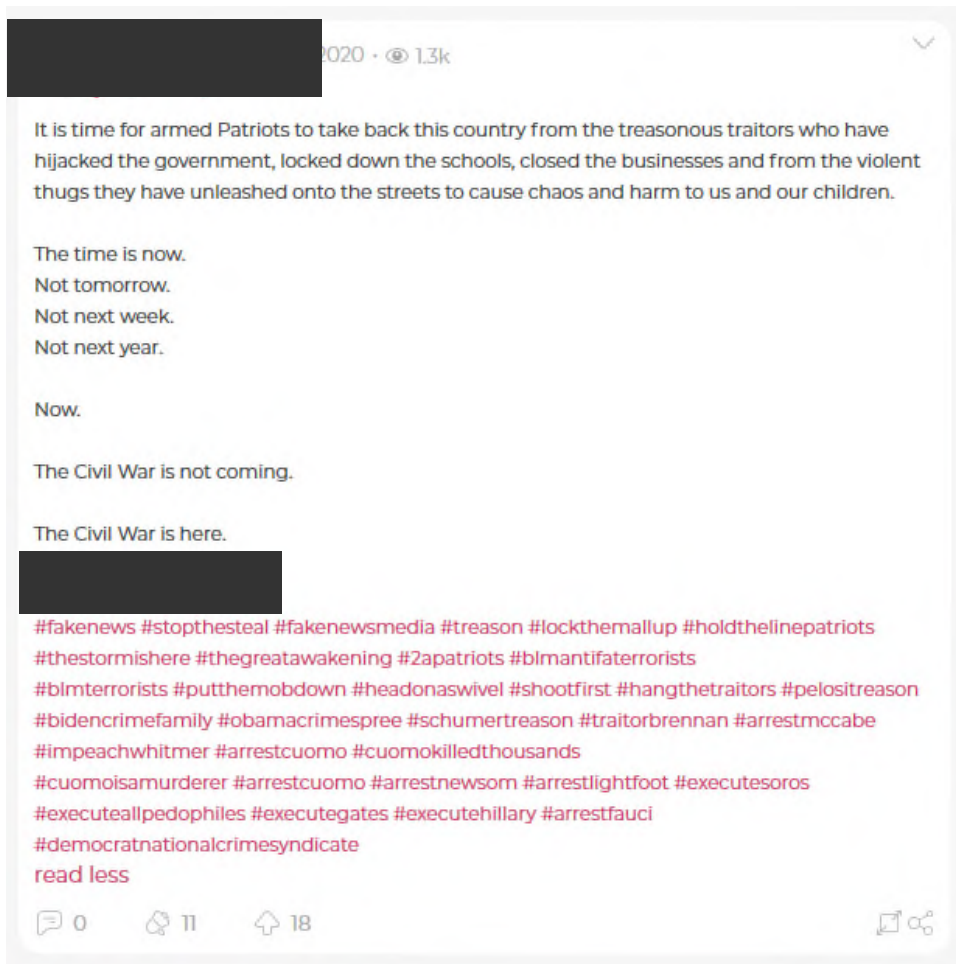 2020 · 1.3k
It is time for armed Patriots to take back this country from the treasonous traitors who have
hijacked the government, locked down the schools, closed the businesses and from the violent
thugs they have unleashed onto the streets to cause chaos and harm to us and our children.
The time is now.
Not tomorrow.
Not next week.
Not next year.
Now.
The Civil War is not coming.
The Civil War is here.
#fakenews #stopthesteal #fakenewsmedia #treason #lockthemallup #holdthelinepatriots
#thestormishere #thegreatawakening #2apatriots #blmantifaterrorists
#blmterrorists #putthemobdown #headonaswivel #shootfirst #hangthetraitors #pelositreason
#bidencrimefamily #obamacrimespree #schumertreason #traitorbrennan #arrestmccabe
#impeachwhitmer #arrestcuomo #cuomokilledthousands
#cuomoisamurderer #arrestcuomo #arrestnewsom #arrestlightfoot #executesoros
#executeallpedophiles #executegates #executehillary #arrestfauci
#democratnationalcrimesyndicate
read less
0 11 18